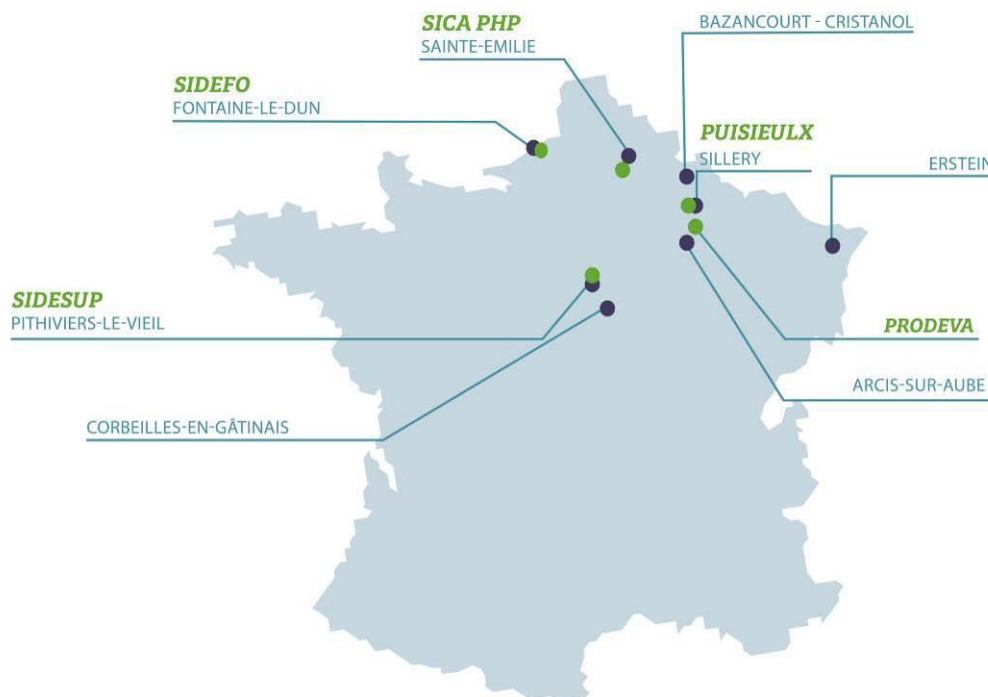 SICA PHP
SAINTE-EMILIE
BAZANCOURT - CRISTANOL
SIDEFO
FONTAINE-LE-DUN
PUISIEULX
SILLERY
ERSTEIN
SIDESUP
PITHIVIERS-LE-VIEIL
PRODEVA
ARCIS-SUR-AUBE
CORBEILLES-EN-GÂTINAIS